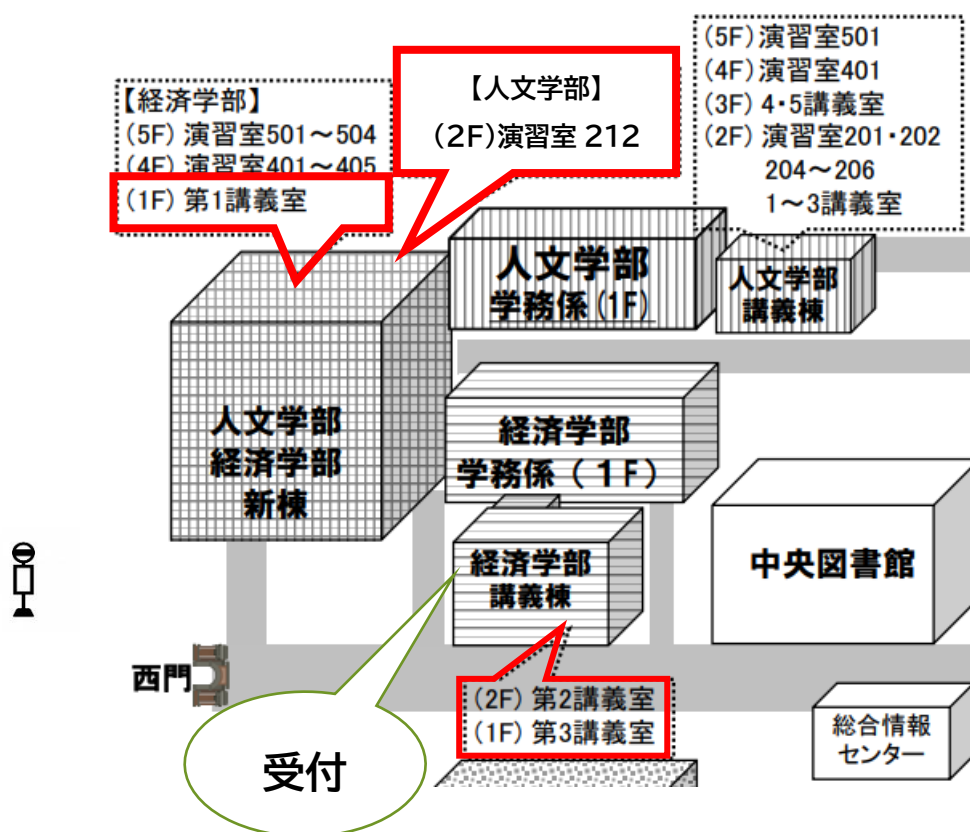 【経済学部】
(5F) 演習室501～504
(4F) 演習室401～405
(1F) 第1講義室
【人文学部】
(2F)演習室 212
(5F) 演習室501
(4F) 演習室401
(3F) 4・5講義室
(2F) 演習室201・202
204～206
1～3講義室
人文学部
学務係(1F)
人文学部
講義棟
人文学部
経済学部
新棟
経済学部
学務係（1F）
経済学部
講義棟
中央図書館
西門
(2F) 第2講義室
(1F) 第3講義室
受付
総合情報
センター